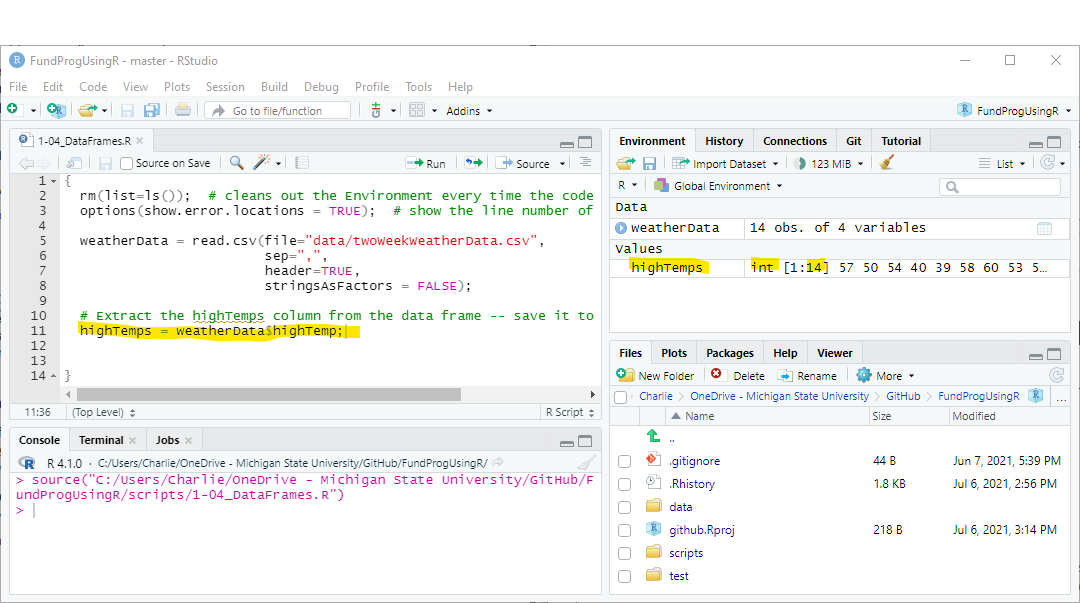 FundProgUsingR - master - RStudio
File Edit Code View Plots Session Build Debug Profile Tools Help
Go to file/function Addins FundProgUsingR
1-04_DataFrames.R
Source on Save Run Source
1 {
2 rm(list=ls());  # cleans out the Environment every time the code
3 options(show.error.locations = TRUE);  # show the line number of
4
5 weatherData = read.csv(file="data/twoWeekWeatherData.csv",
6 sep=",",
7 header=TRUE,
8 stringsAsFactors = FALSE);
9
10 # Extract the highTemps column from the data frame -- save it to
11 highTemps = weatherData$highTemp;
12
13
14 }
11:36 (Top Level) R Script
Console Terminal Jobs
R 4.1.0 · C:/Users/Charlie/OneDrive - Michigan State University/GitHub/FundProgUsingR/
> source("C:/Users/Charlie/OneDrive - Michigan State University/GitHub/F
undProgUsingR/scripts/1-04_DataFrames.R")
>
Environment History Connections Git Tutorial
Import Dataset 123 MiB List
R Global Environment
Data
weatherData 14 obs. of 4 variables
Values
highTemps int [1:14] 57 50 54 40 39 58 60 53 5…
Files Plots Packages Help Viewer
New Folder Delete Rename More
Charlie OneDrive - Michigan State University GitHub FundProgUsingR ...
Name Size Modified
..
.gitignore 44 B Jun 7, 2021, 5:39 PM
.Rhistory 1.8 KB Jul 6, 2021, 2:56 PM
data
github.Rproj 218 B Jul 6, 2021, 3:14 PM
scripts
test